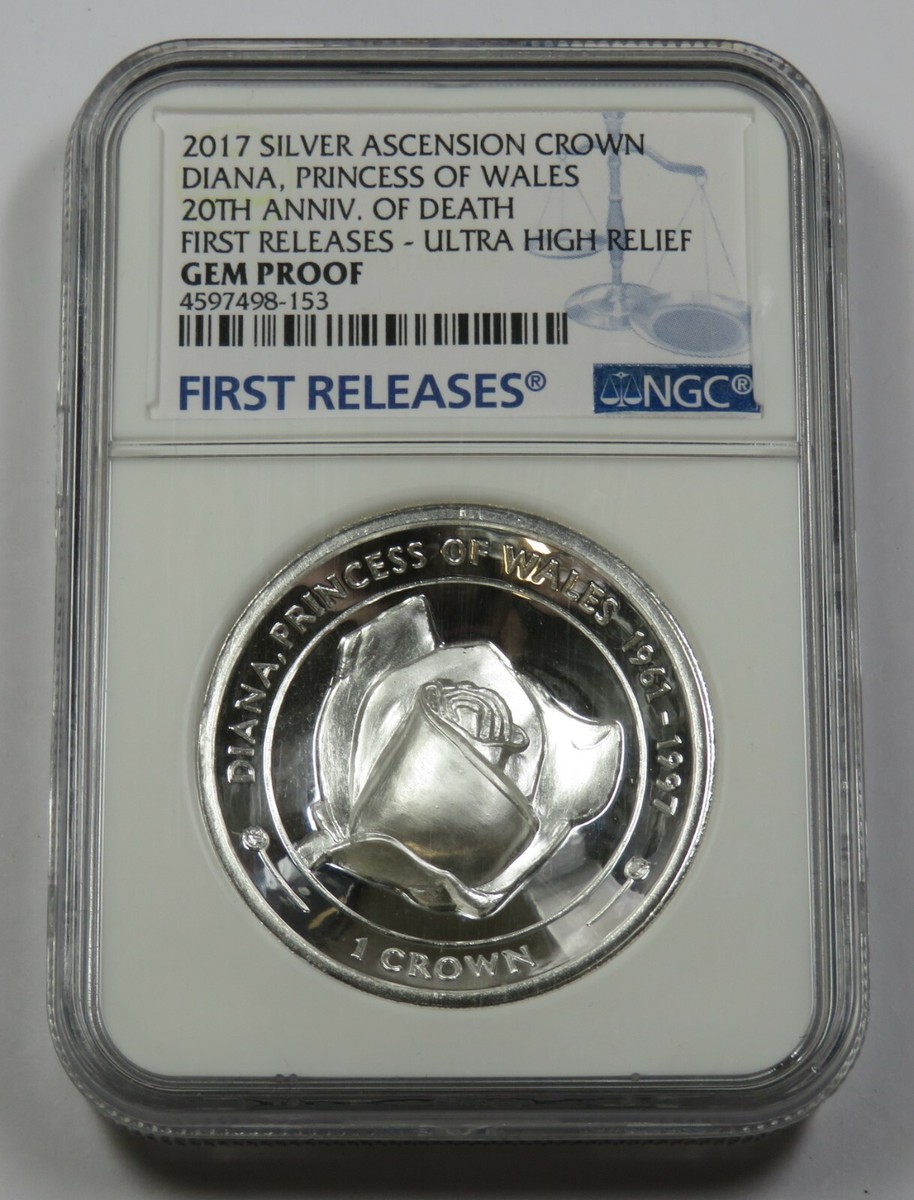 2017 SILVER ASCENSION CROWN
DIANA, PRINCESS OF WALES
20TH ANNIV. OF DEATH
FIRST RELEASES - ULTRA HIGH RELIEF
GEM PROOF
4597498-153
FIRST RELEASES®
NGC®
DIANA, PRINCESS OF WALES 1961 - 1997
1 CROWN